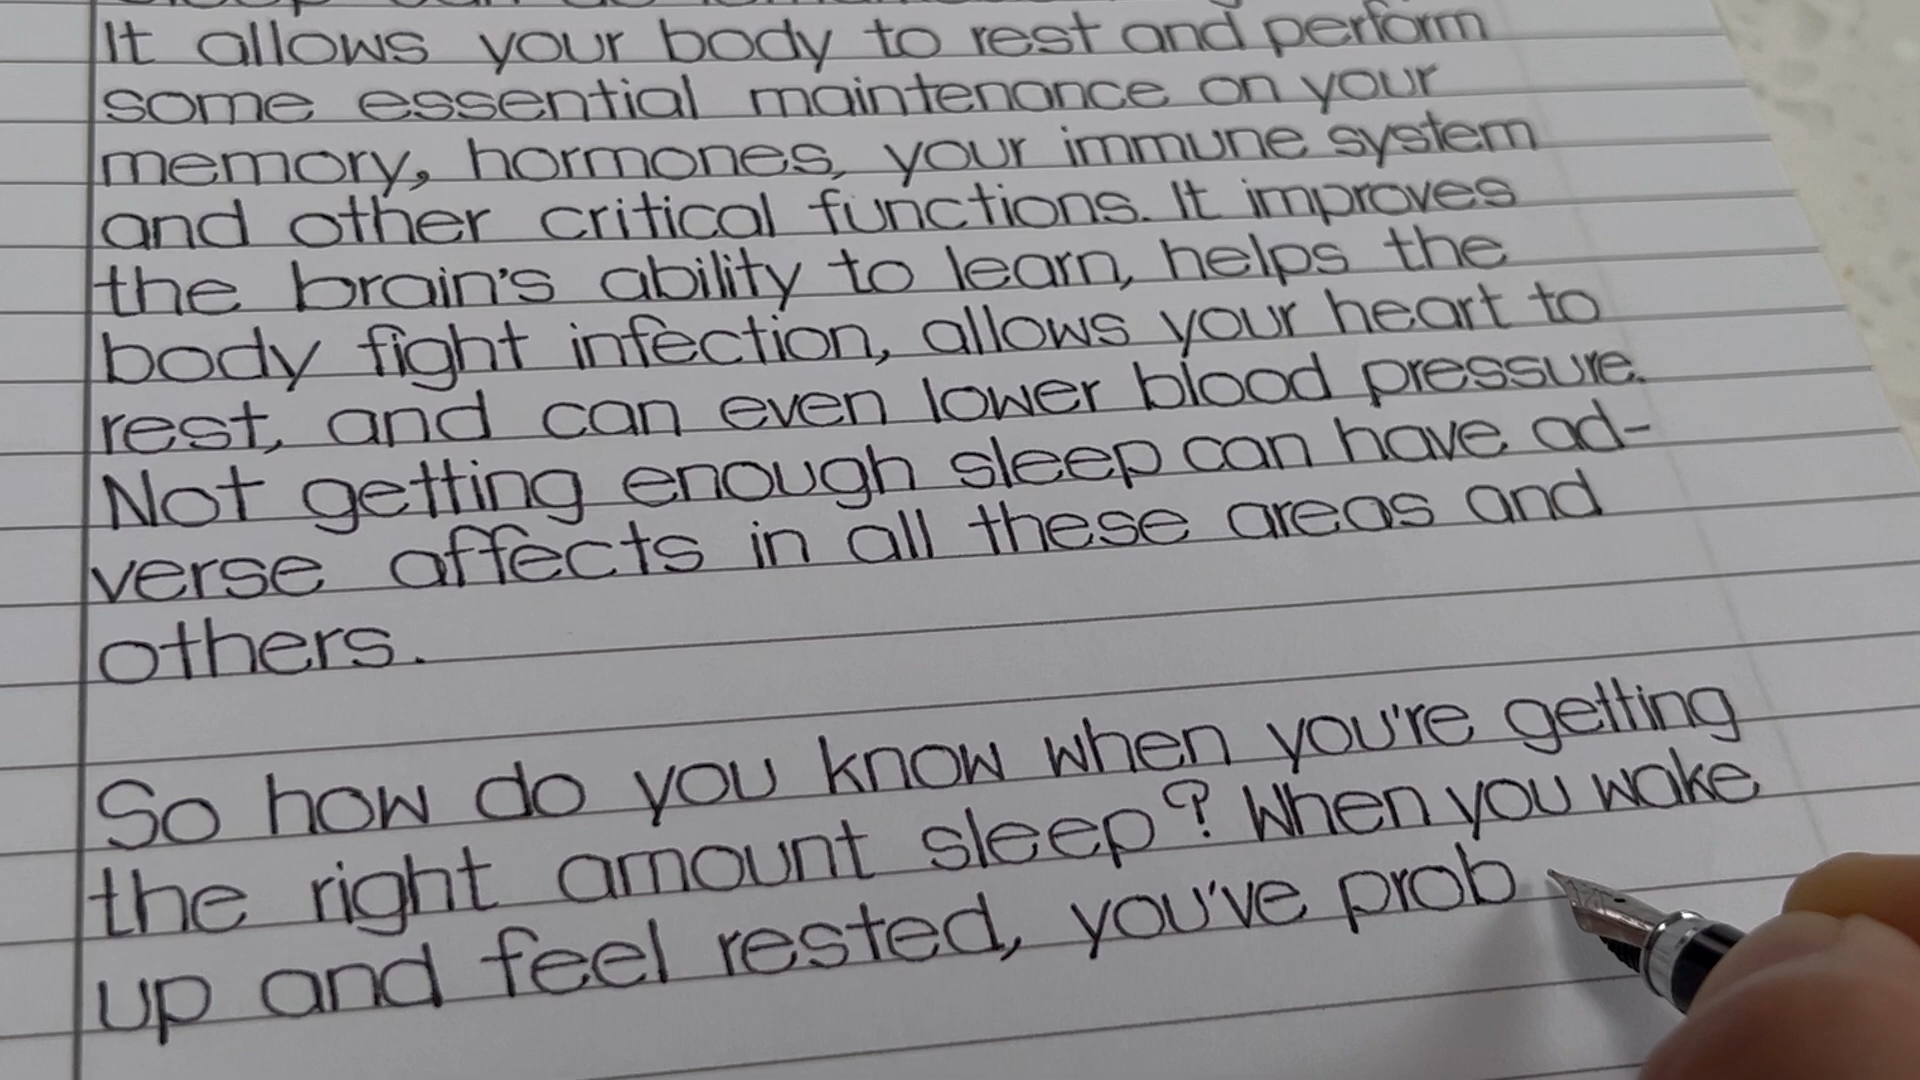 It allows your body to rest and perform
some essential maintenance on your
memory, hormones, your immune system
and other critical functions. It improves
the brain's ability to learn, helps the
body fight infection, allows your heart to
rest, and can even lower blood pressure.
Not getting enough sleep can have ad-
verse affects in all these areas and
others.
So how do you know when you're getting
the right amount sleep? When you wake
up and feel rested, you've prob